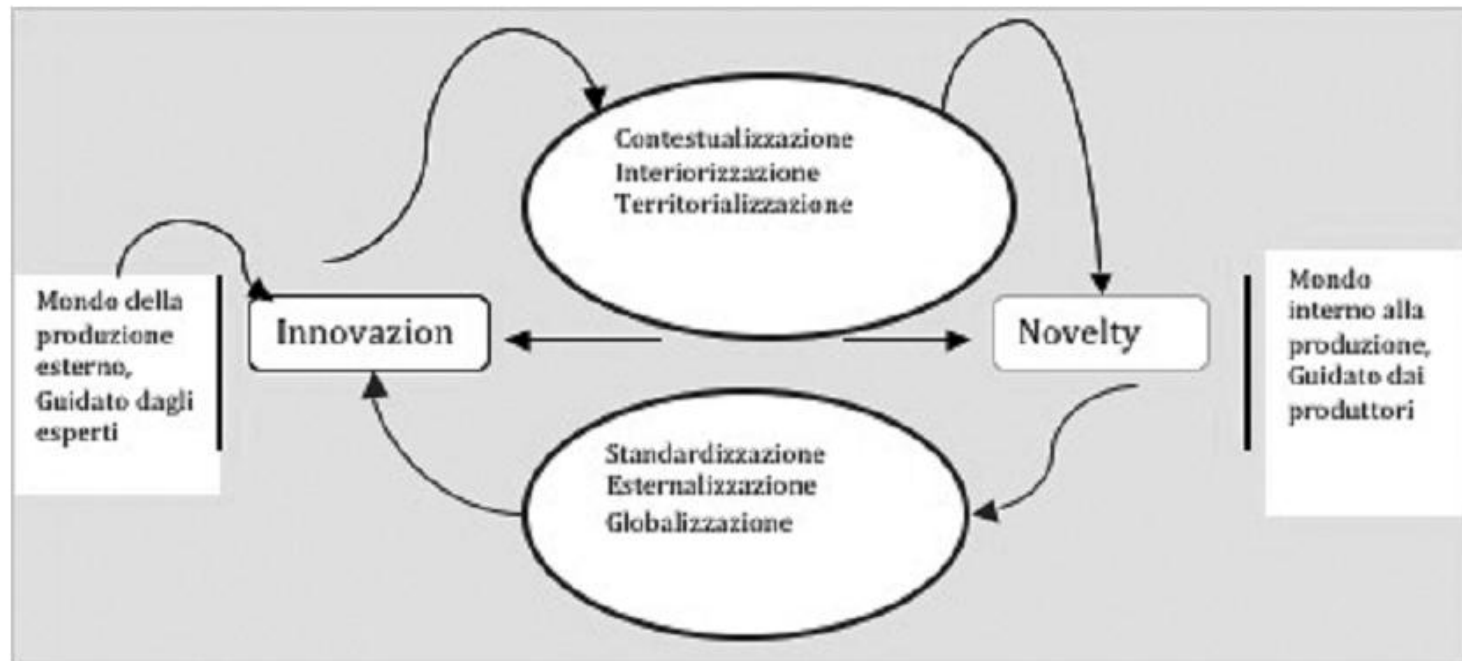 Contestualizzazione
Interiorizzazione
Territorializzazione
Mondo della
produzione
esterno,
Guidato dagli
esperti
Innovazion
Novelty
Mondo
interno alla
produzione,
Guidato dai
produttori
Standardizzazione
Esternalizzazione
Globalizzazione